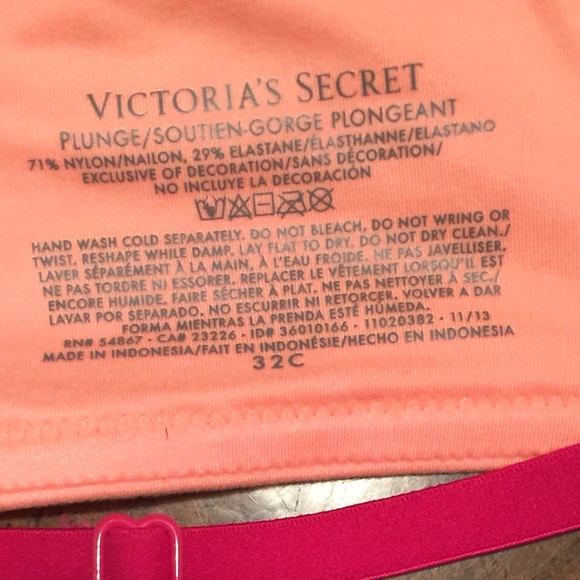 VICTORIA'S SECRET
PLUNGE/SOUTIEN-GORGE PLONGEANT
71% NYLON/NAILON, 29% ELASTANE/ÉLASTHANNE/ELASTANO
EXCLUSIVE OF DECORATION/SANS DÉCORATION/
NO INCLUYE LA DECORACIÓN
HAND WASH COLD SEPARATELY. DO NOT BLEACH. DO NOT WRING OR
TWIST. RESHAPE WHILE DAMP. LAY FLAT TO DRY. DO NOT DRY CLEAN./
LAVER SÉPARÉMENT À LA MAIN, À L'EAU FROIDE. NE PAS JAVELLISER.
NE PAS TORDRE NI ESSORER. REPLACER LE VÊTEMENT LORSQU'IL EST
ENCORE HUMIDE. FAIRE SÉCHER À PLAT. NE PAS NETTOYER À SEC./
LAVAR POR SEPARADO. NO ESCURRIR NI RETORCER. VOLVER A DAR
FORMA MIENTRAS LA PRENDA ESTÉ HÚMEDA.
RN# 54867 - CA# 23226 - ID# 36010166 - 11020382 - 11/13
MADE IN INDONESIA/FAIT EN INDONÉSIE/HECHO EN INDONESIA
32C